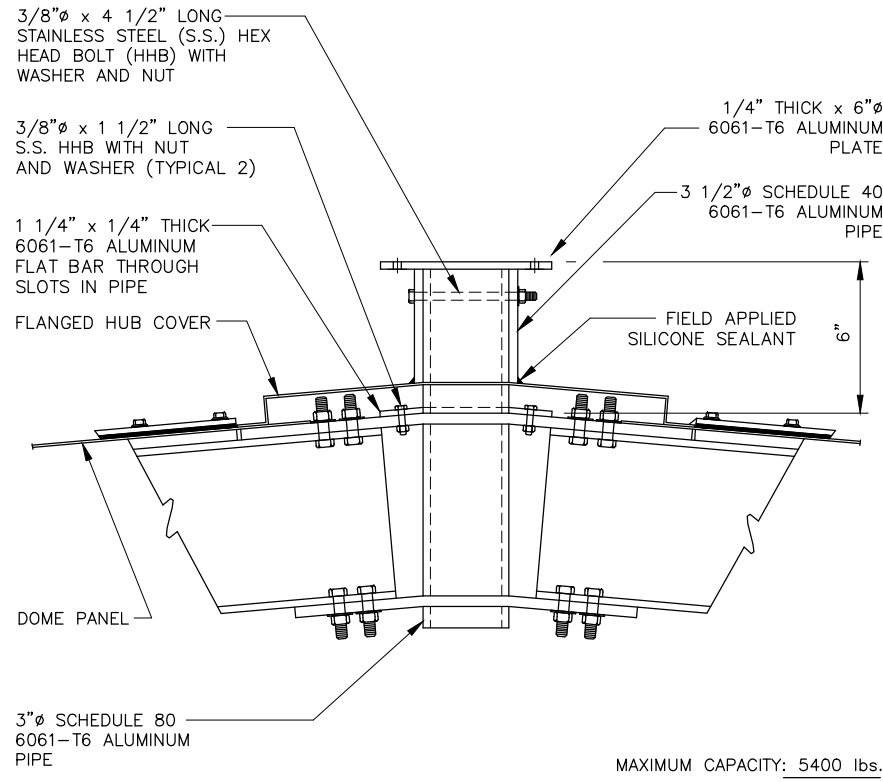 3/8"ø x 4 1/2" LONG
STAINLESS STEEL (S.S.) HEX
HEAD BOLT (HHB) WITH
WASHER AND NUT
3/8"ø x 1 1/2" LONG
S.S. HHB WITH NUT
AND WASHER (TYPICAL 2)
1 1/4" x 1/4" THICK
6061-T6 ALUMINUM
FLAT BAR THROUGH
SLOTS IN PIPE
FLANGED HUB COVER
DOME PANEL
3"ø SCHEDULE 80
6061-T6 ALUMINUM
PIPE
1/4" THICK x 6"ø
6061-T6 ALUMINUM
PLATE
3 1/2"ø SCHEDULE 40
6061-T6 ALUMINUM
PIPE
FIELD APPLIED
SILICONE SEALANT
6"
MAXIMUM CAPACITY: 5400 lbs.